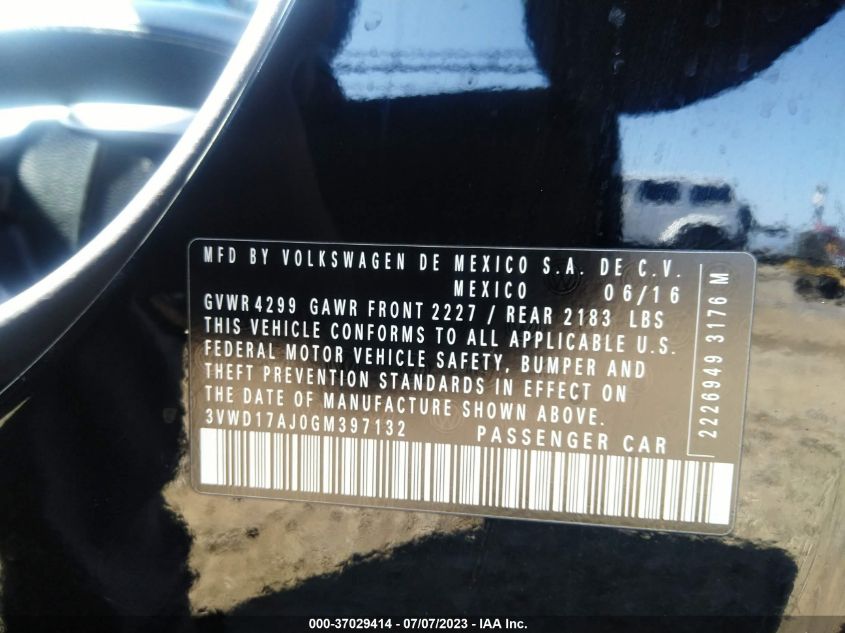 MFD BY VOLKSWAGEN DE MEXICO S.A. DE C.V.
MEXICO 06/16
GVWR 4299 GAWR FRONT 2227 / REAR 2183 LBS
THIS VEHICLE CONFORMS TO ALL APPLICABLE U.S.
FEDERAL MOTOR VEHICLE SAFETY, BUMPER AND
THEFT PREVENTION STANDARDS IN EFFECT ON
THE DATE OF MANUFACTURE SHOWN ABOVE.
3VWD17AJ0GM397132 PASSENGER CAR
2226949 3176 M
000-37029414 - 07/07/2023 - IAA Inc.